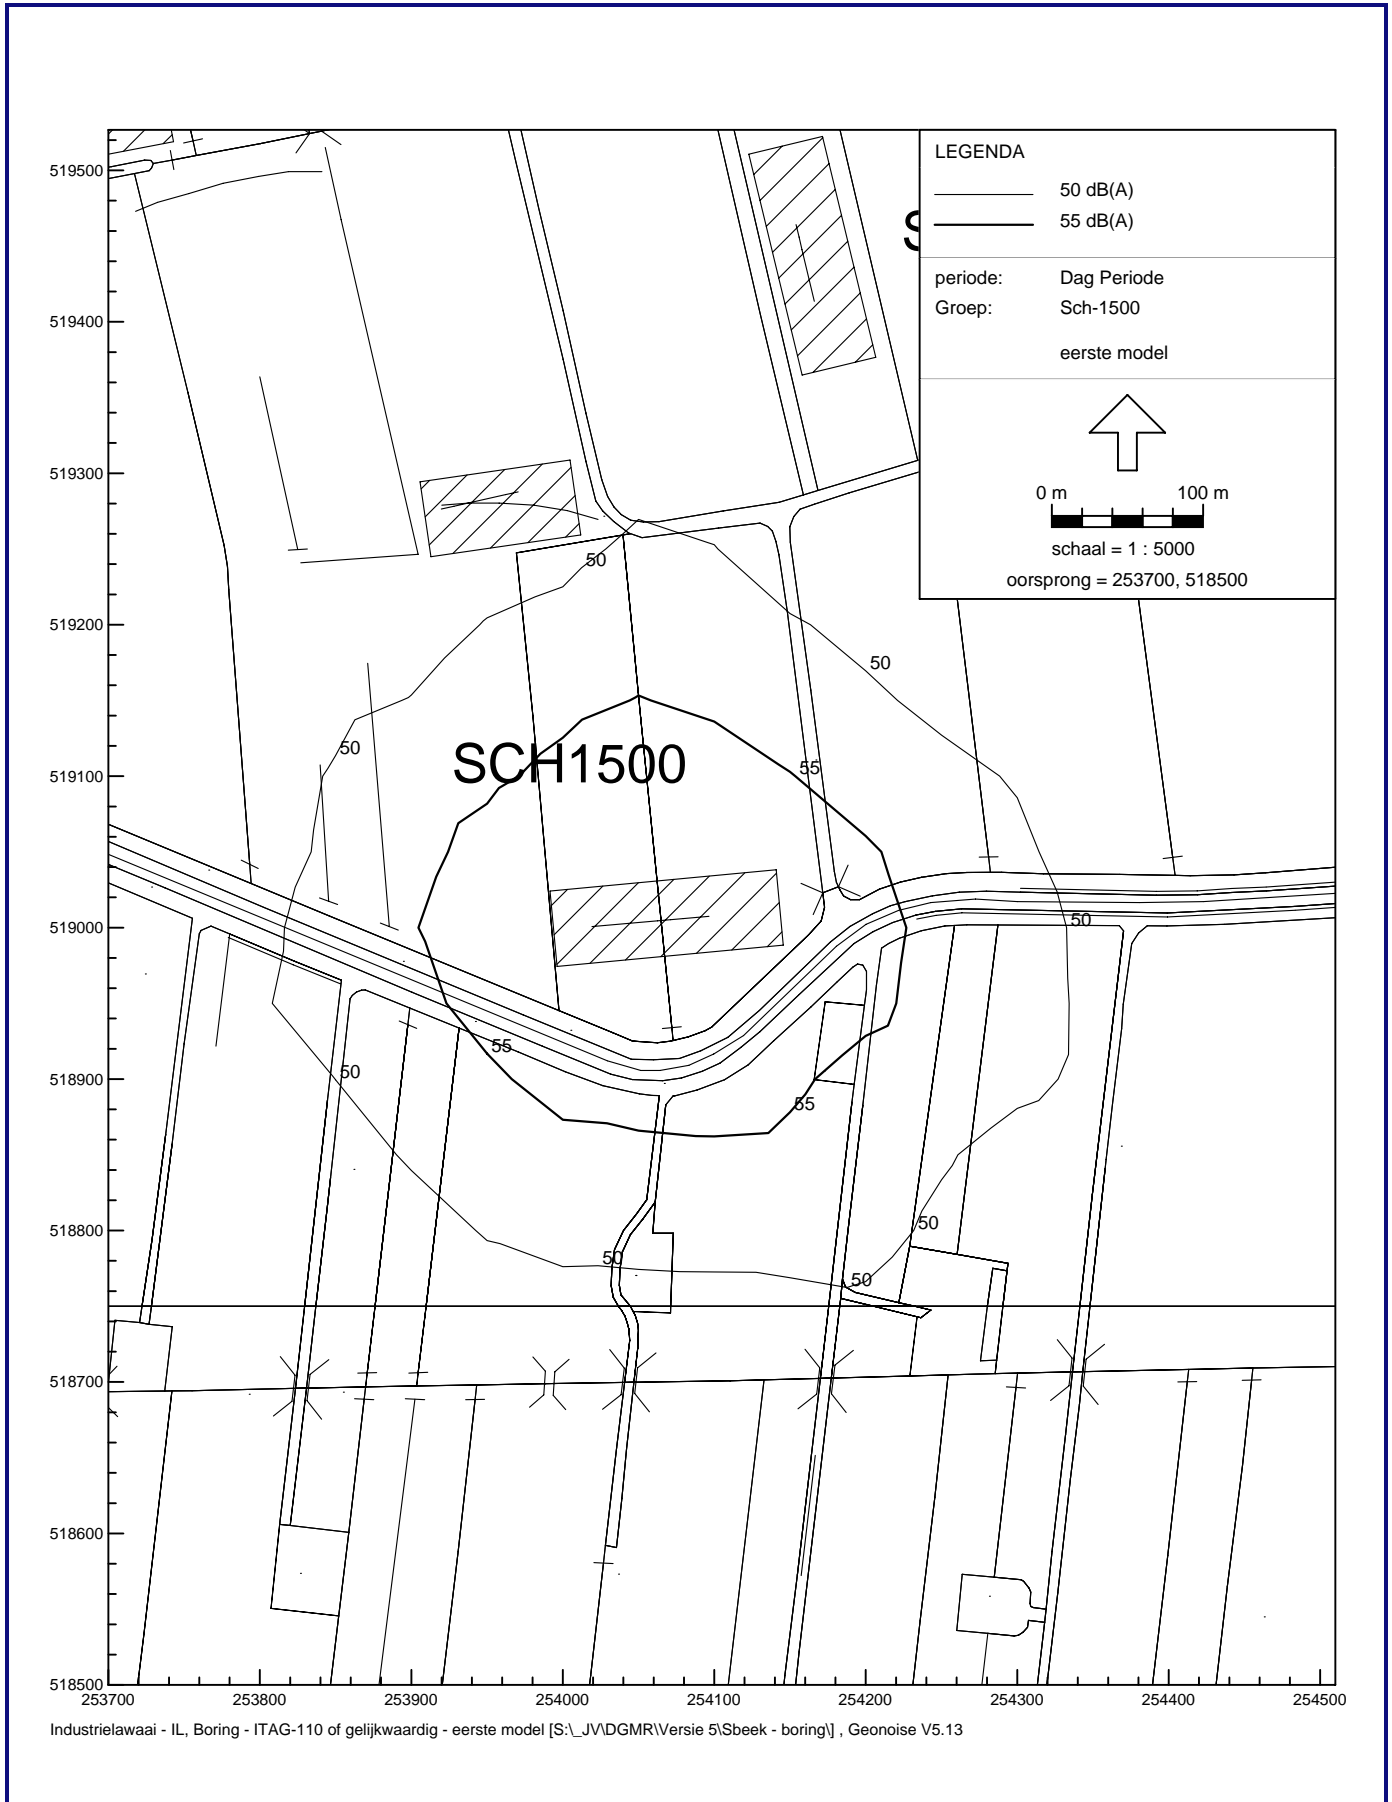 LEGENDA
50 dB(A)
55 dB(A)
periode: Dag Periode
Groep: Sch-1500
eerste model
0 m 100 m
schaal = 1 : 5000
oorsprong = 253700, 518500
S
519500
519400
519300
519200
519100
519000
518900
518800
518700
518600
518500
50
50
50
SCH1500
55
50
55
50
55
50
50
50
253700 253800 253900 254000 254100 254200 254300 254400 254500
Industrielawaai - IL, Boring - ITAG-110 of gelijkwaardig - eerste model [S:\_JV\DGMR\Versie 5\Sbeek - boring\] , Geonoise V5.13